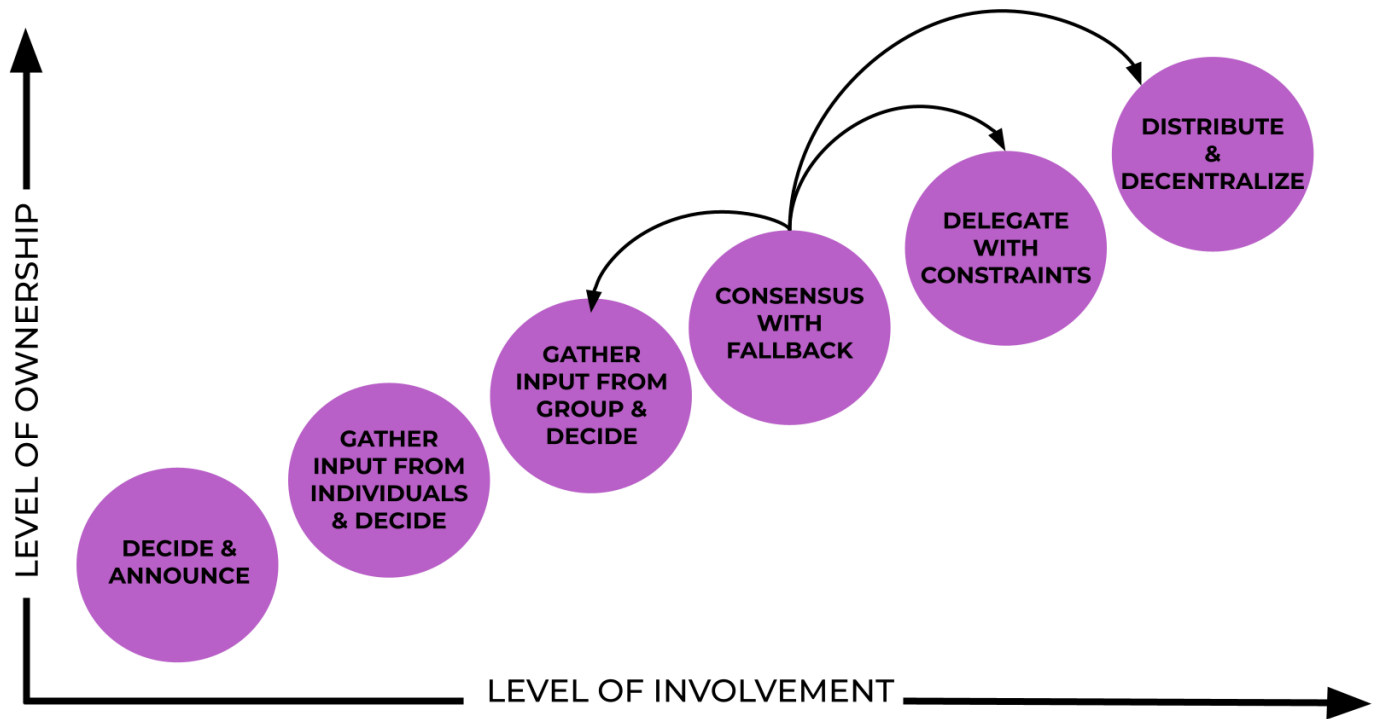 DISTRIBUTE
&
DECENTRALIZE
DELEGATE
WITH
CONSTRAINTS
CONSENSUS
WITH
FALLBACK
GATHER
INPUT FROM
GROUP &
DECIDE
GATHER
INPUT FROM
INDIVIDUALS
& DECIDE
DECIDE &
ANNOUNCE
LEVEL OF OWNERSHIP
LEVEL OF INVOLVEMENT